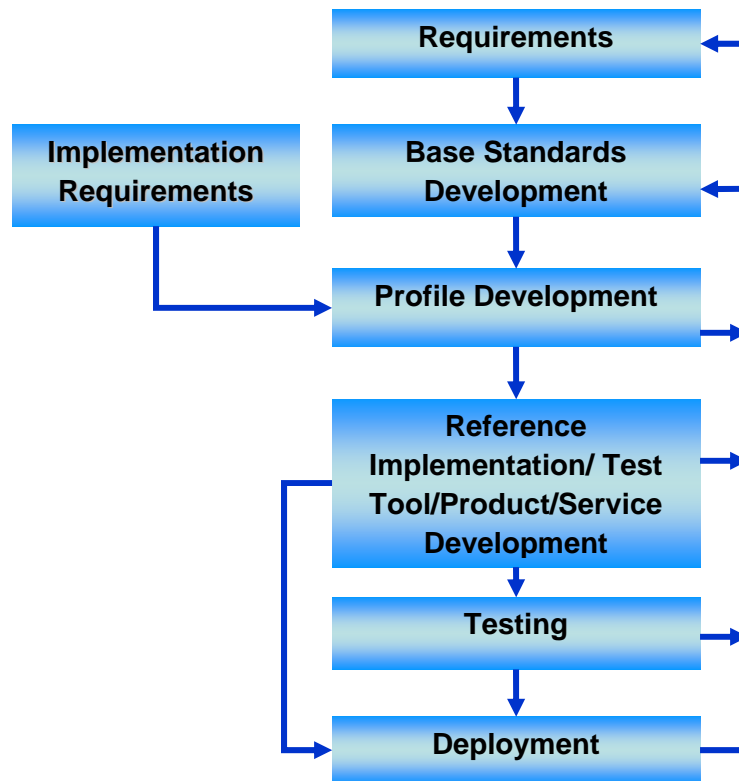 Requirements
Implementation
Requirements
Base Standards
Development
Profile Development
Reference
Implementation/ Test
Tool/Product/Service
Development
Testing
Deployment